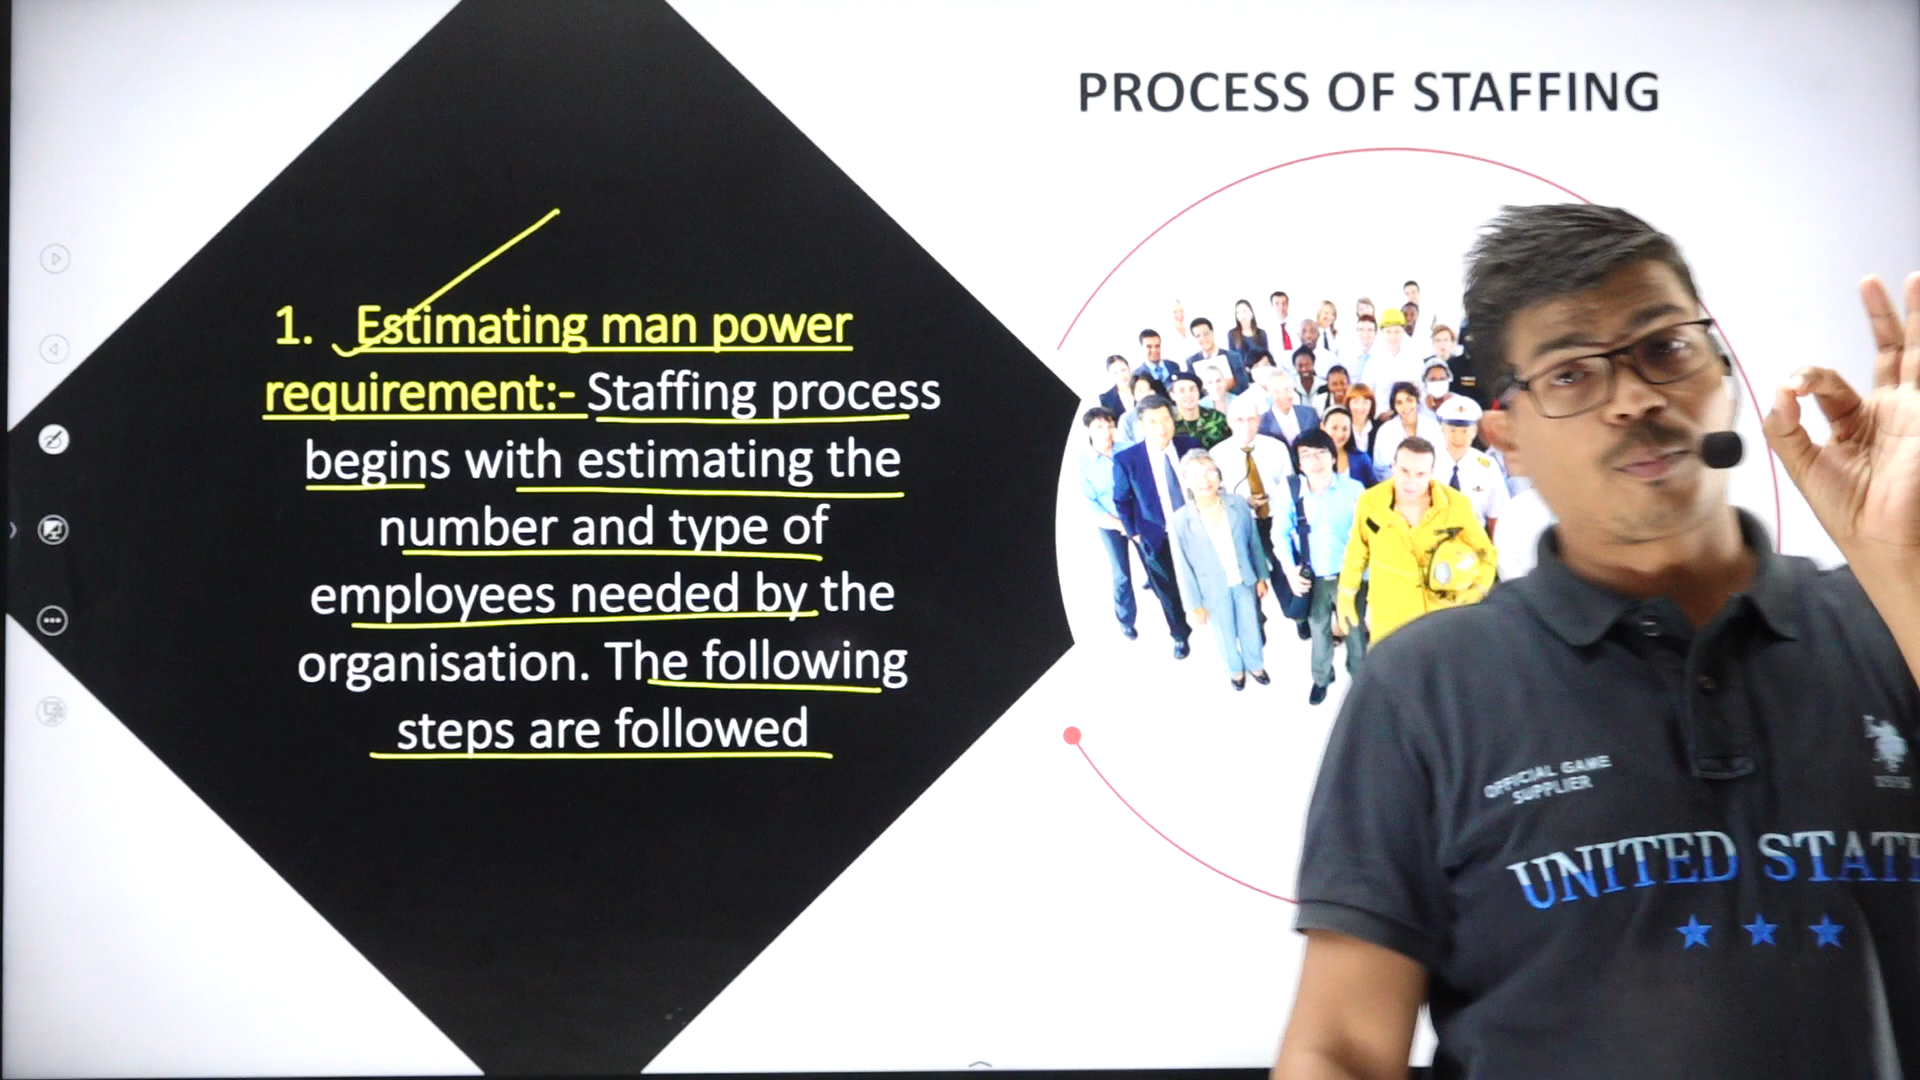 PROCESS OF STAFFING
1. Estimating man power
requirement:- Staffing process
begins with estimating the
number and type of
employees needed by the
organisation. The following
steps are followed
OFFICIAL GAME
SUPPLIER
UNITED STATE